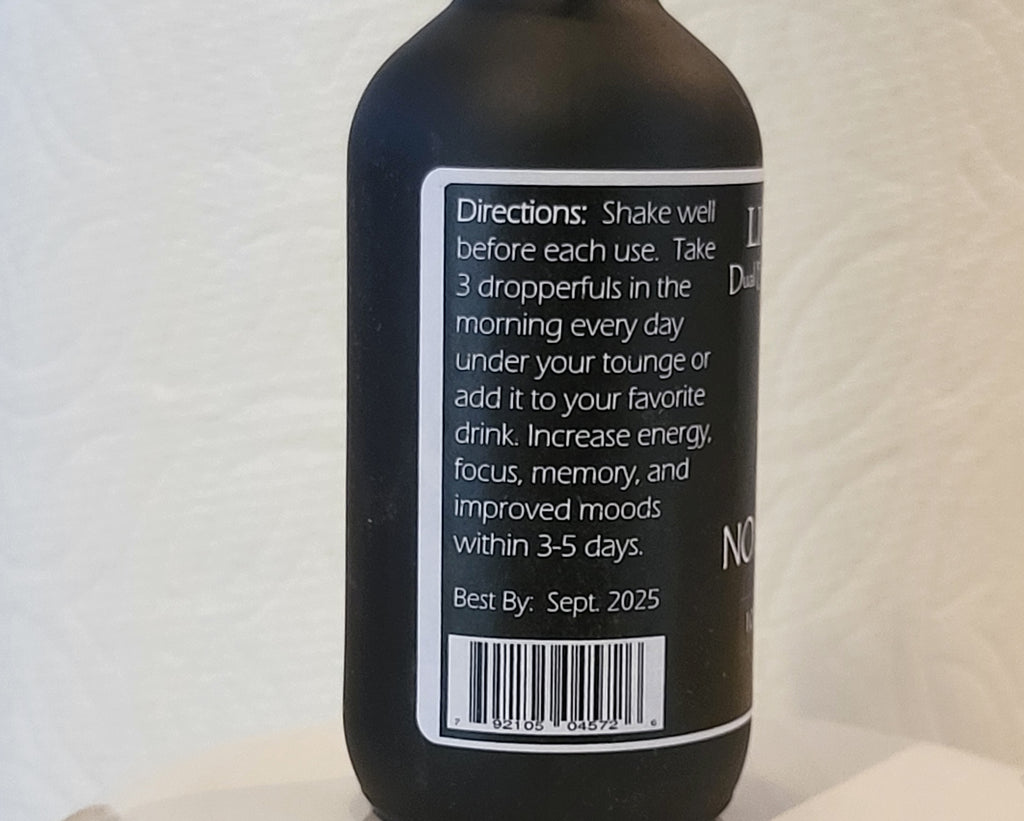 Directions: Shake well
before each use. Take
3 dropperfuls in the
morning every day
under your tounge or
add it to your favorite
drink. Increase energy,
focus, memory, and
improved moods
within 3-5 days.
Best By: Sept. 2025
7 92105 04572 6
Dual
NO